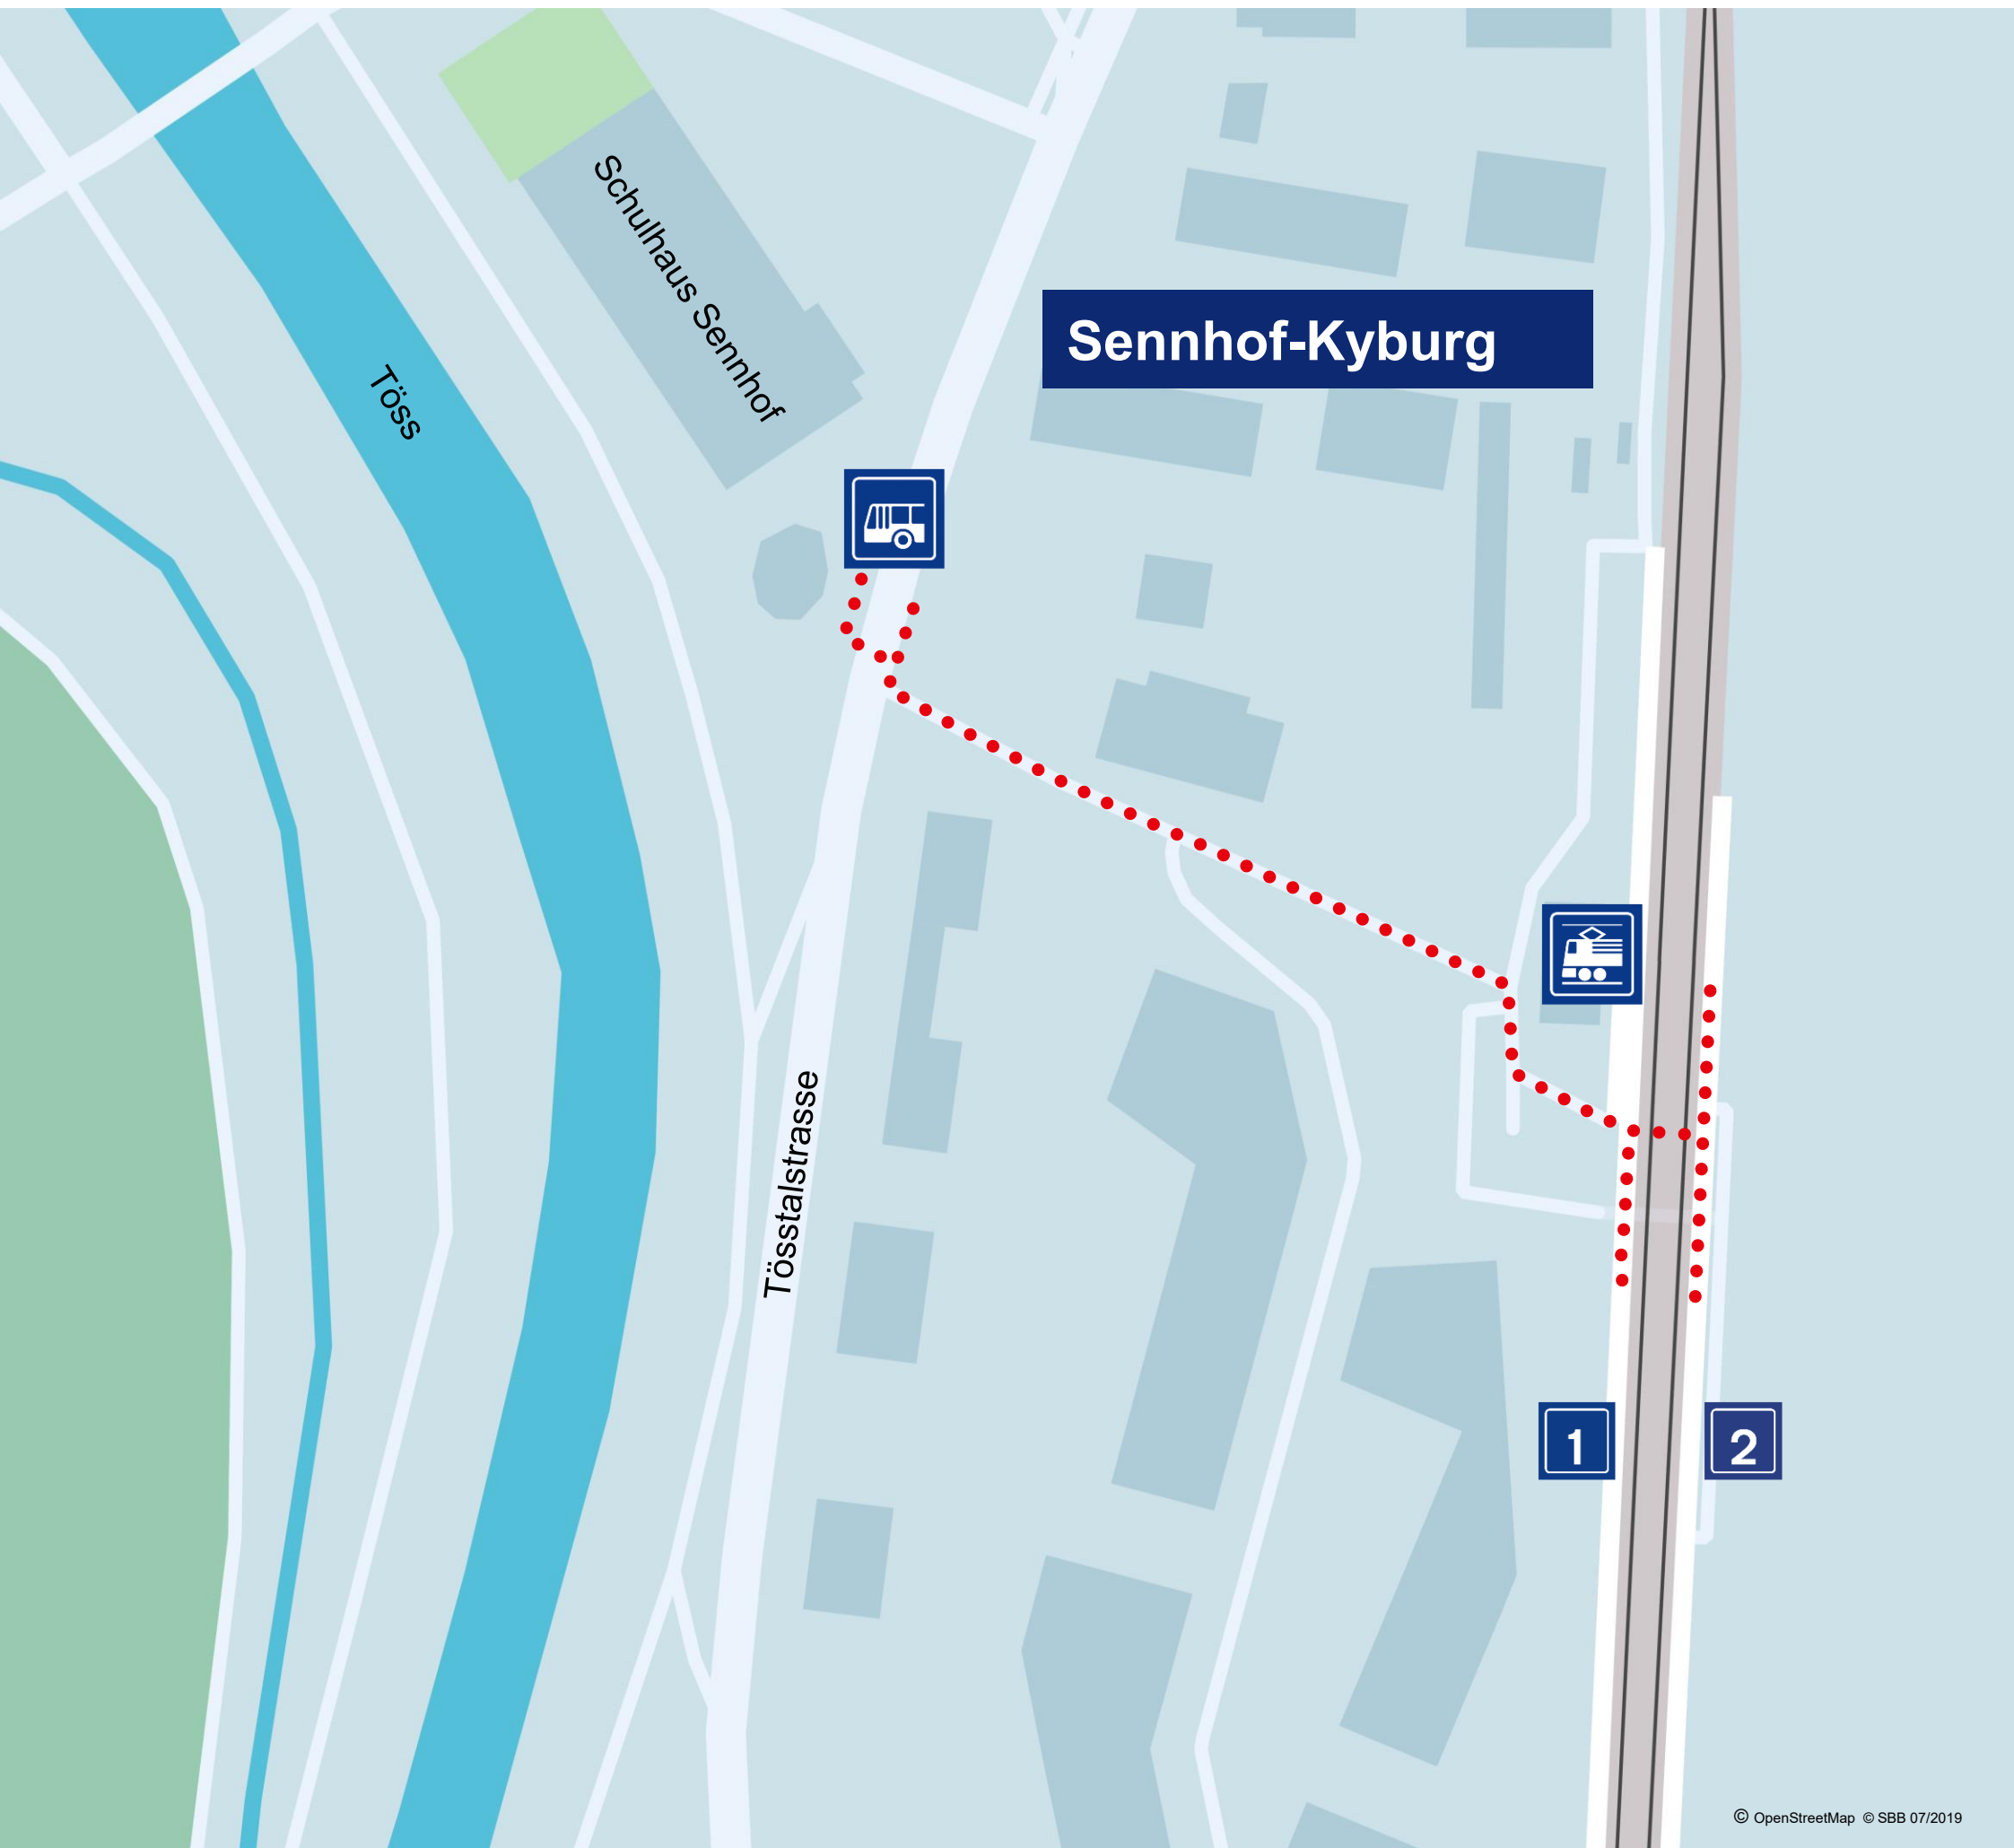 Schulhaus Sennhof
Sennhof-Kyburg
Töss
Tösstalstrasse
1
2
© OpenStreetMap © SBB 07/2019